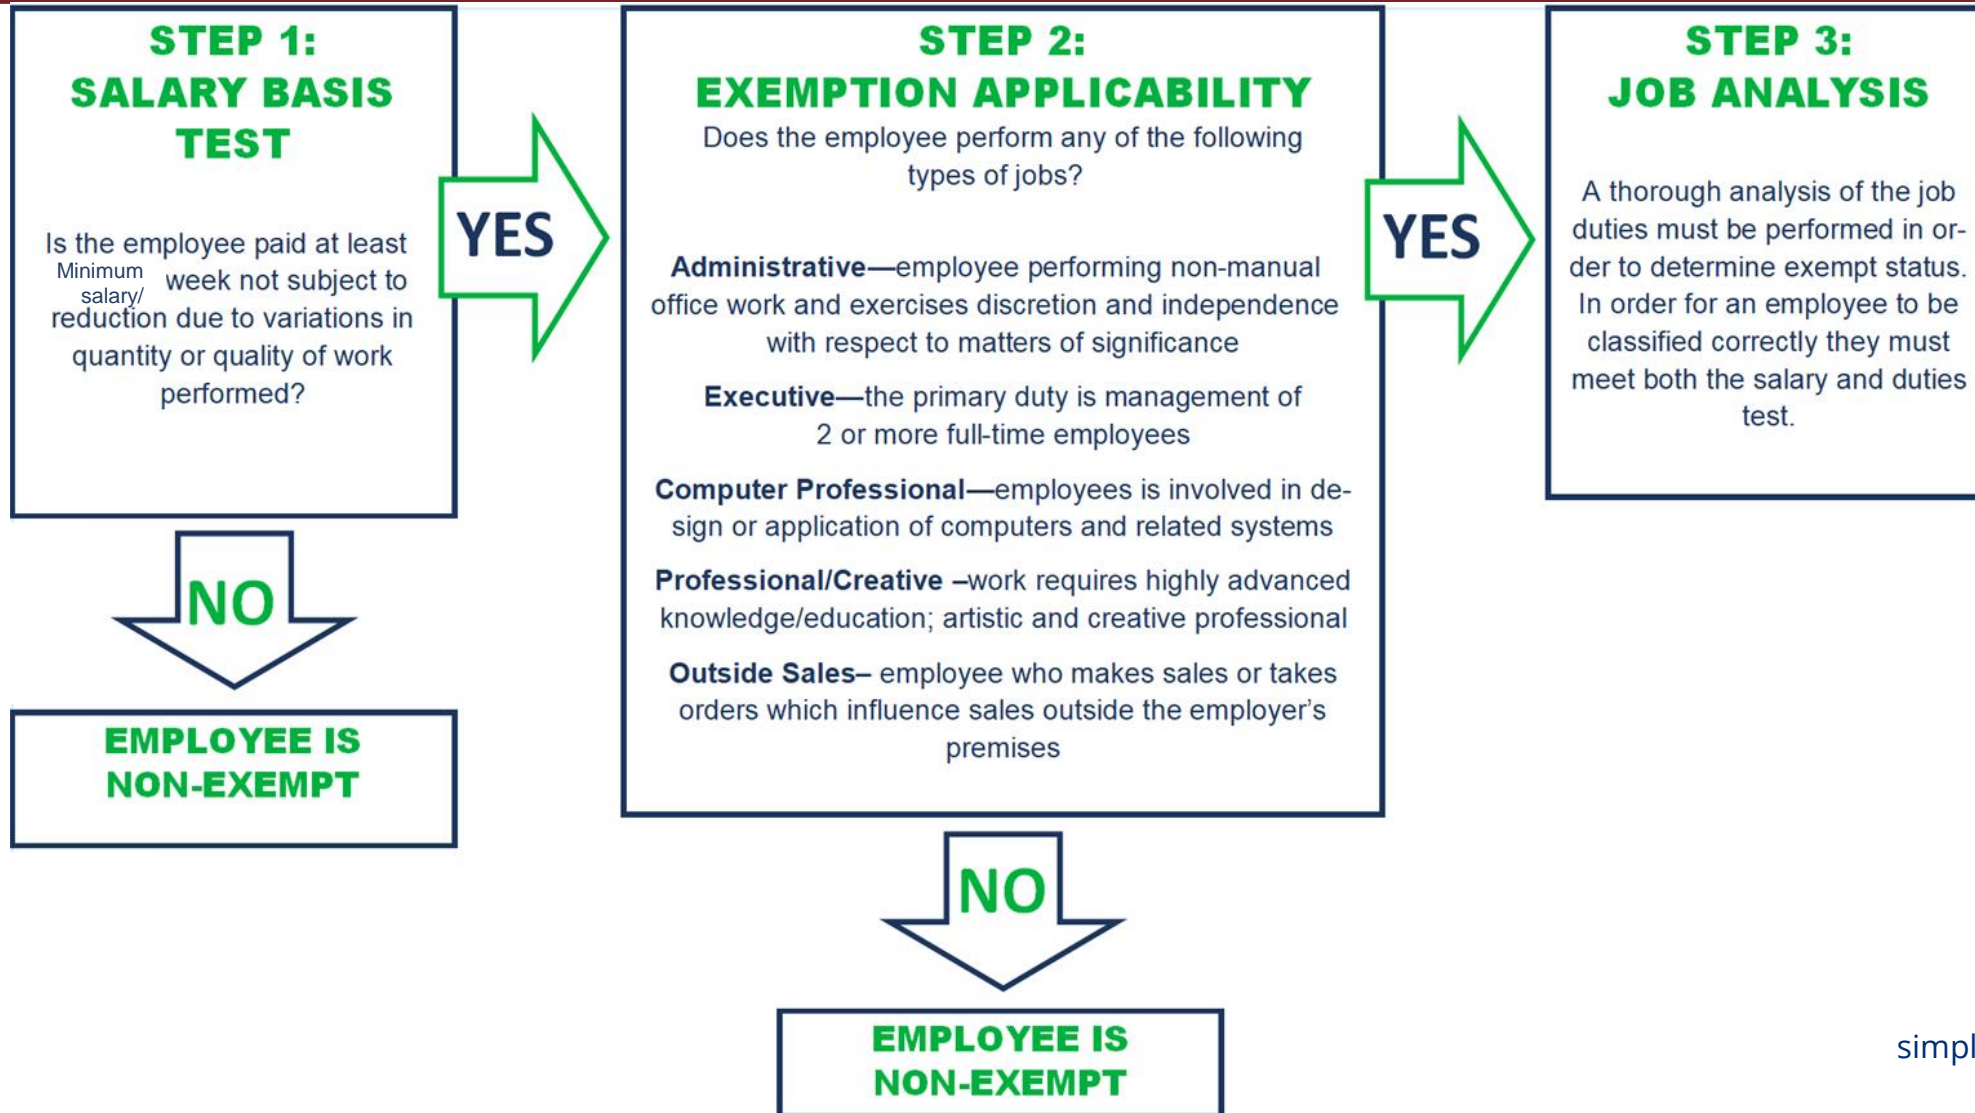 STEP 1:
SALARY BASIS
TEST
Is the employee paid at least
Minimum
salary/
week not subject to
reduction due to variations in
quantity or quality of work
performed?
YES
NO
EMPLOYEE IS
NON-EXEMPT
STEP 2:
EXEMPTION APPLICABILITY
Does the employee perform any of the following
types of jobs?
Administrative—employee performing non-manual
office work and exercises discretion and independence
with respect to matters of significance
Executive—the primary duty is management of
2 or more full-time employees
Computer Professional—employees is involved in de-
sign or application of computers and related systems
Professional/Creative –work requires highly advanced
knowledge/education; artistic and creative professional
Outside Sales– employee who makes sales or takes
orders which influence sales outside the employer's
premises
YES
NO
EMPLOYEE IS
NON-EXEMPT
STEP 3:
JOB ANALYSIS
A thorough analysis of the job
duties must be performed in or-
der to determine exempt status.
In order for an employee to be
classified correctly they must
meet both the salary and duties
test.
simpl